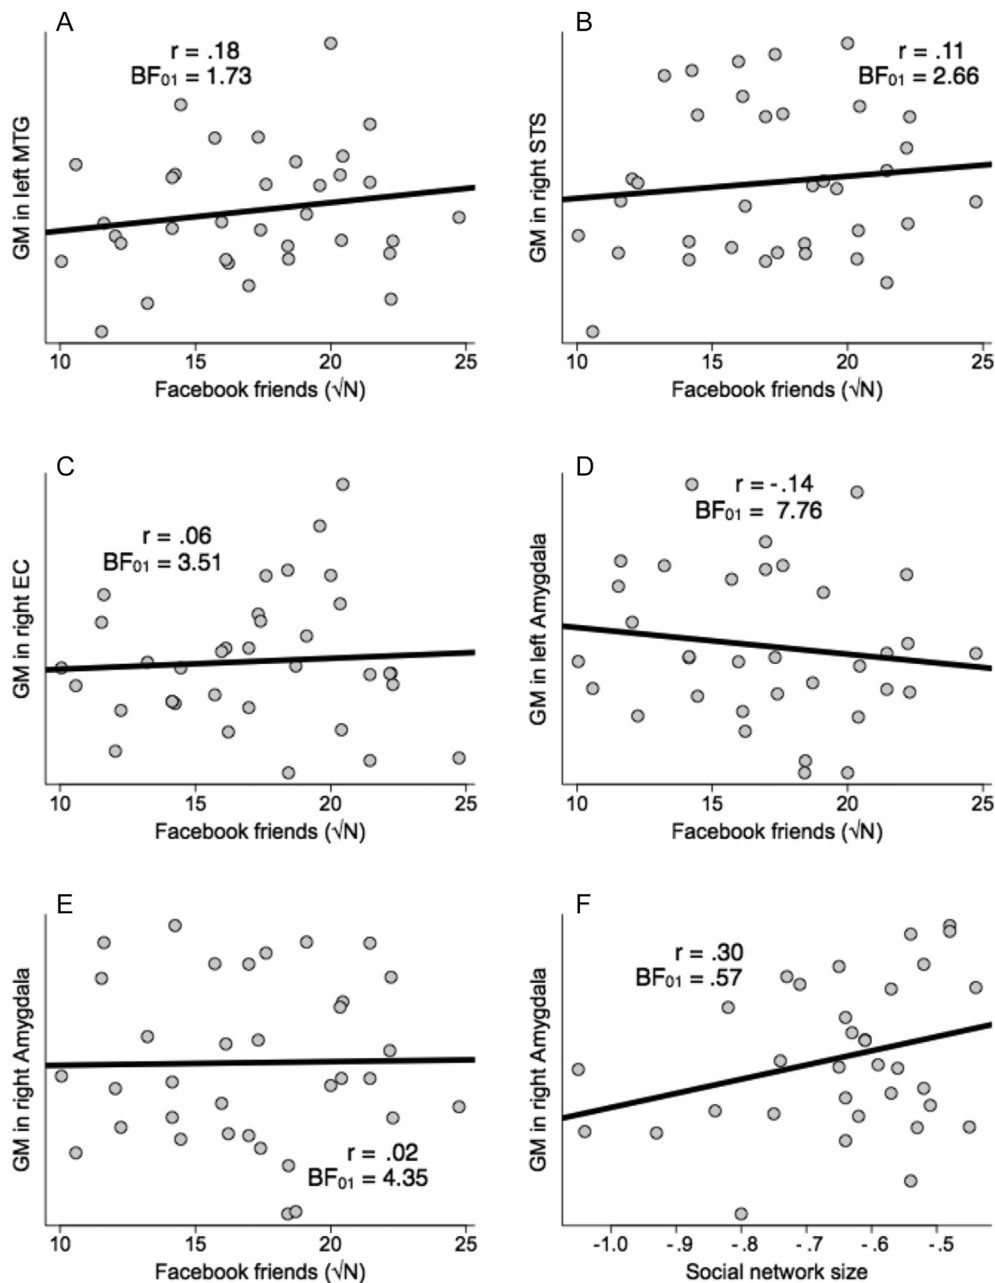 A
r = .18
BF₀₁ = 1.73
GM in left MTG
10 15 20 25
Facebook friends (√N)
B
r = .11
BF₀₁ = 2.66
GM in right STS
10 15 20 25
Facebook friends (√N)
C
r = .06
BF₀₁ = 3.51
GM in right EC
10 15 20 25
Facebook friends (√N)
D
r = -.14
BF₀₁ = 7.76
GM in left Amygdala
10 15 20 25
Facebook friends (√N)
E
r = .02
BF₀₁ = 4.35
GM in right Amygdala
10 15 20 25
Facebook friends (√N)
F
r = .30
BF₀₁ = .57
GM in right Amygdala
-1.0 -.9 -.8 -.7 -.6 -.5
Social network size